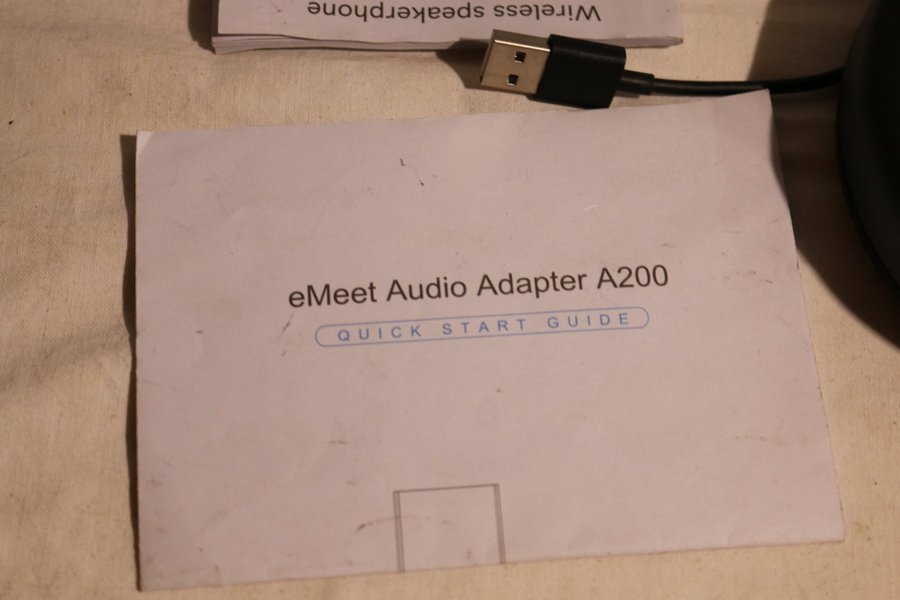 Wireless speakerphone
eMeet Audio Adapter A200
QUICK START GUIDE